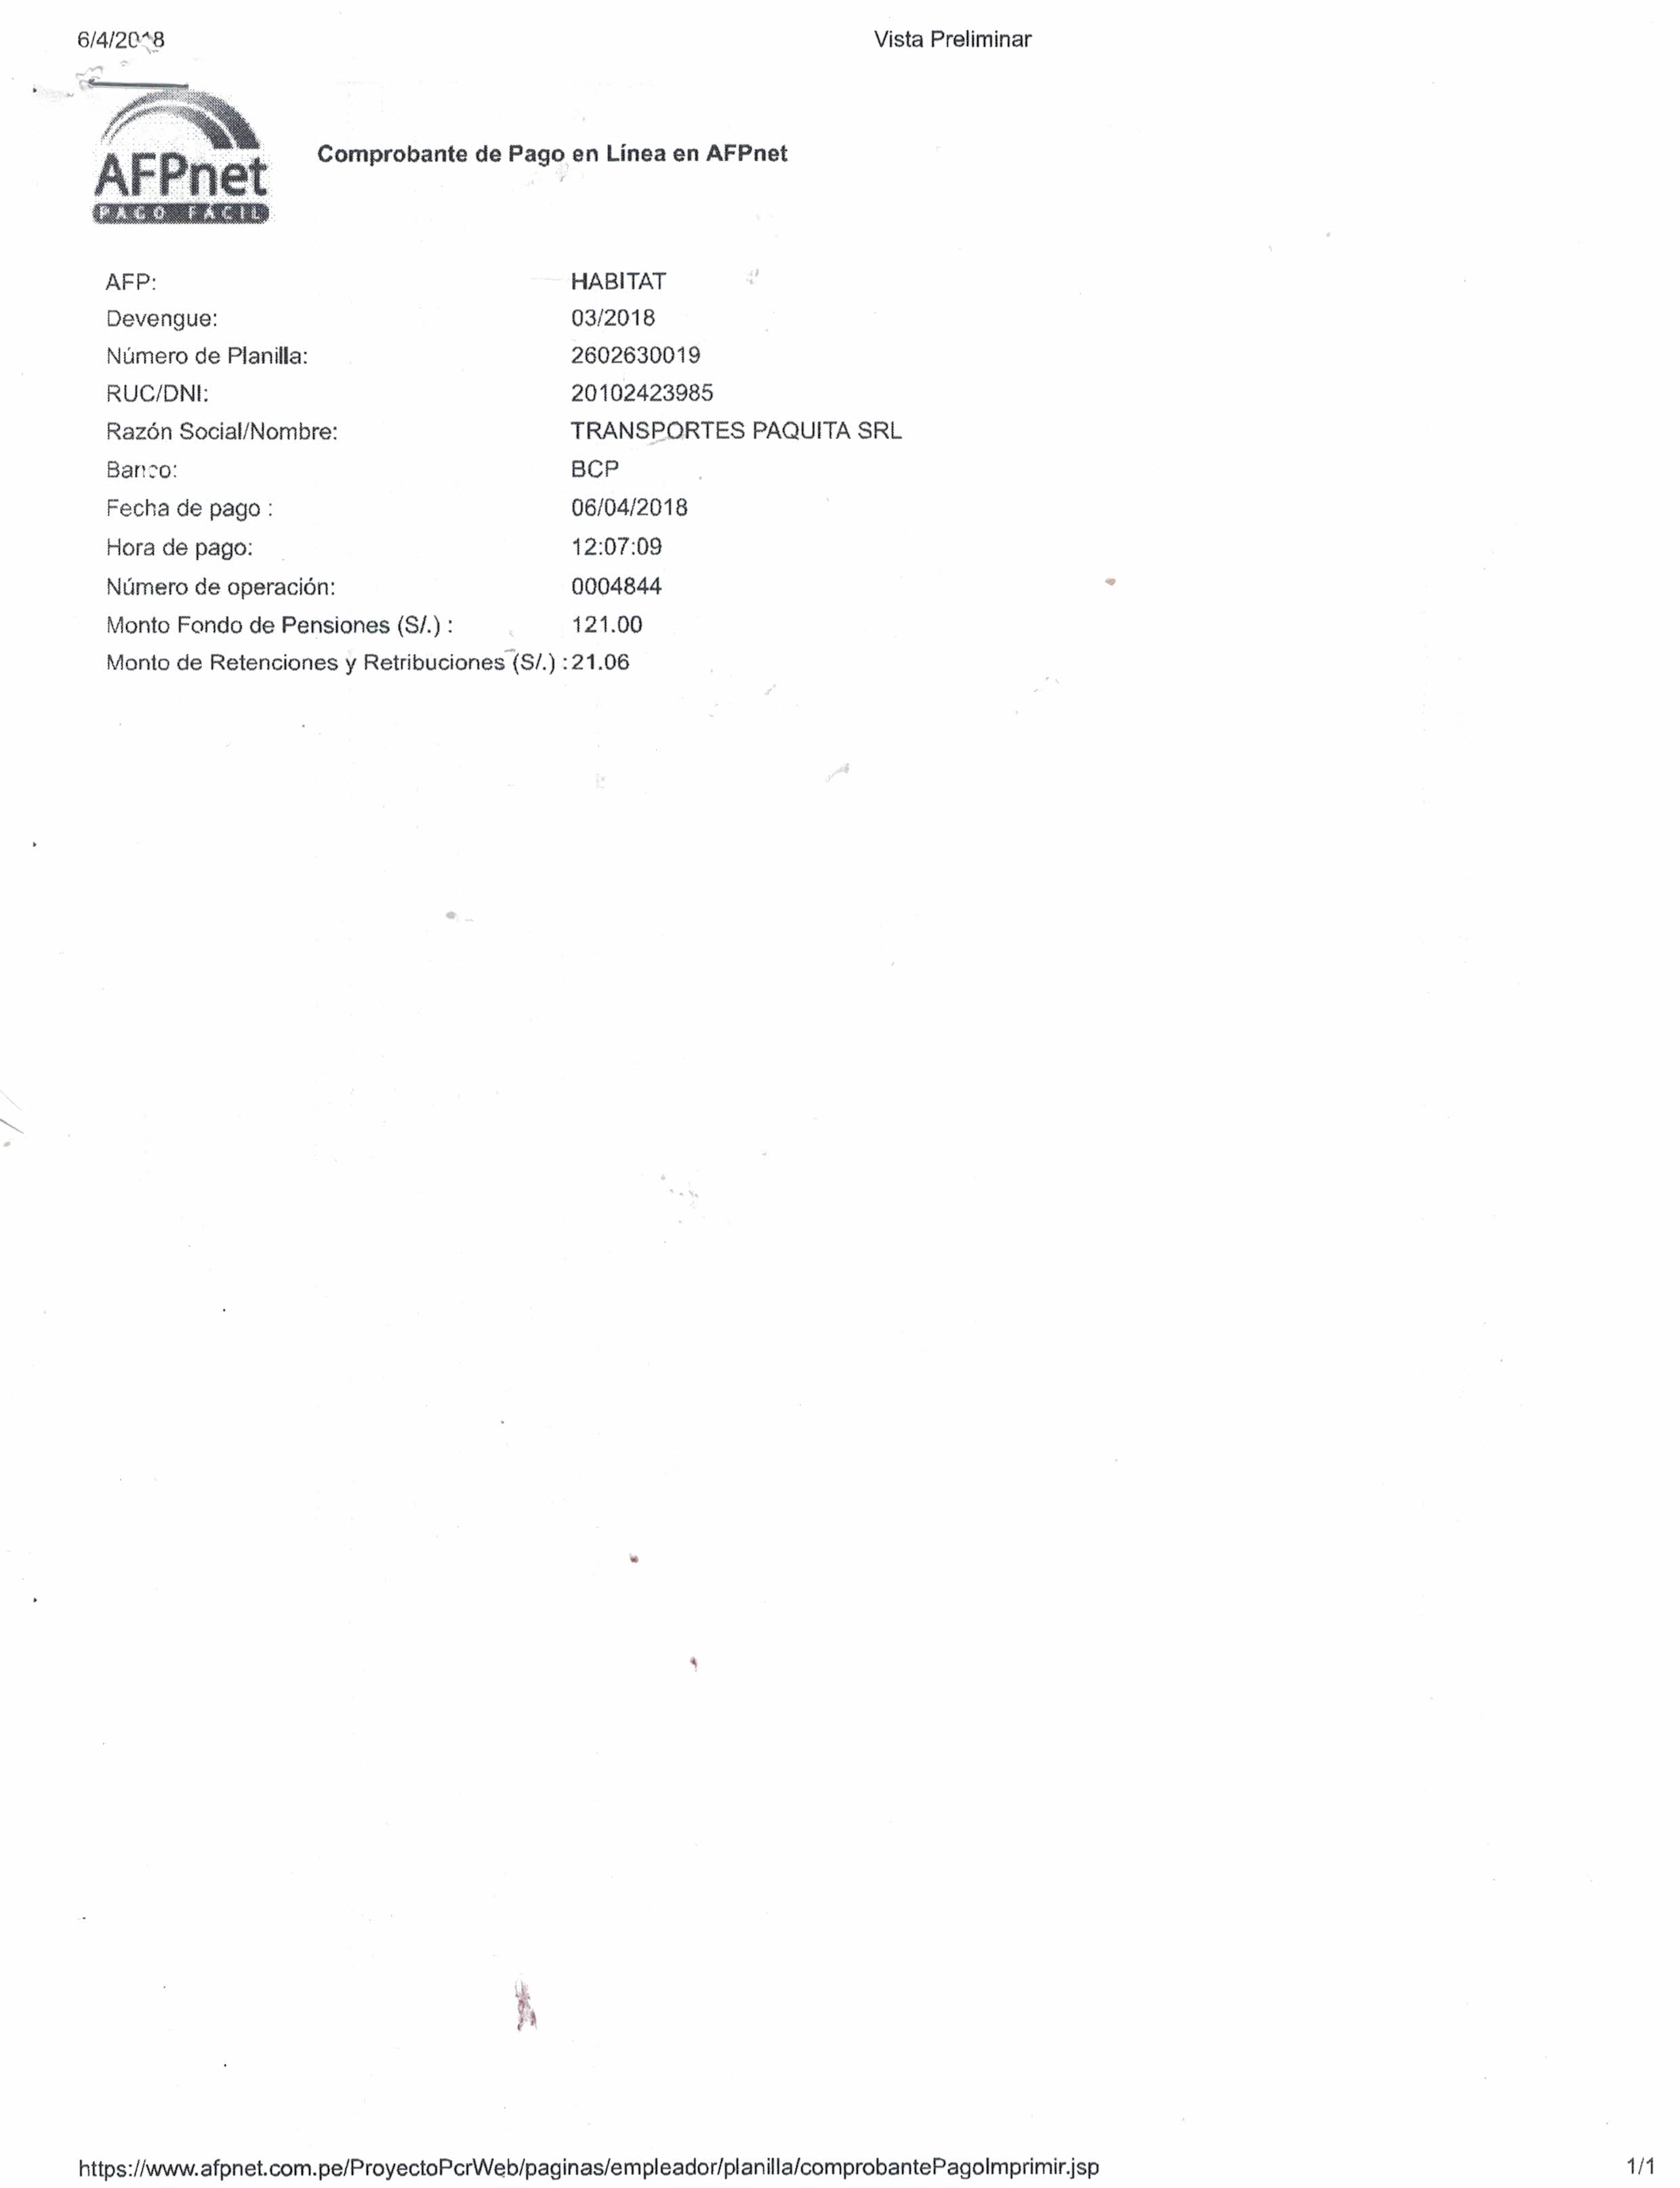 6/4/2018 Vista Preliminar
AFPnet
PAGO FÁCIL
Comprobante de Pago en Línea en AFPnet
AFP: HABITAT
Devengue: 03/2018
Número de Planilla: 2602630019
RUC/DNI: 20102423985
Razón Social/Nombre: TRANSPORTES PAQUITA SRL
Banco: BCP
Fecha de pago : 06/04/2018
Hora de pago: 12:07:09
Número de operación: 0004844
Monto Fondo de Pensiones (S/.) : 121.00
Monto de Retenciones y Retribuciones (S/.) : 21.06
https://www.afpnet.com.pe/ProyectoPcrWeb/paginas/empleador/planilla/comprobantePagoImprimir.jsp 1/1